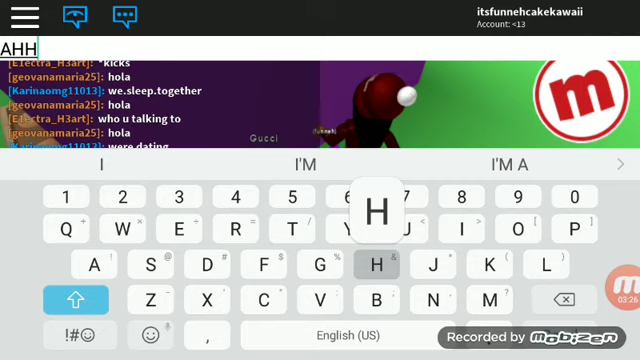 itsfunnehcakekawaii
Account: <13
AHH
[E1ectra_H3art]: *kicks
[geovanamaria25]: hola
[Karinaomg11013]: we.sleep.together
[geovanamaria25]: hola
[E1ectra_H3art]: who u talking to
[geovanamaria25]: hola
[Karinaomg11013]: were dating
Gucci
m
I I'M I'M A
1 2 3 4 5 6 7 8 9 0
Q + W × E ÷ R = T / Y U < I > O [ P ]
H
A ! S @ D # F $ G % H & J * K ( L )
Z - X ' C " V : B ; N , M ?
03:26
!#☺ , English (US)
Recorded by mobizen